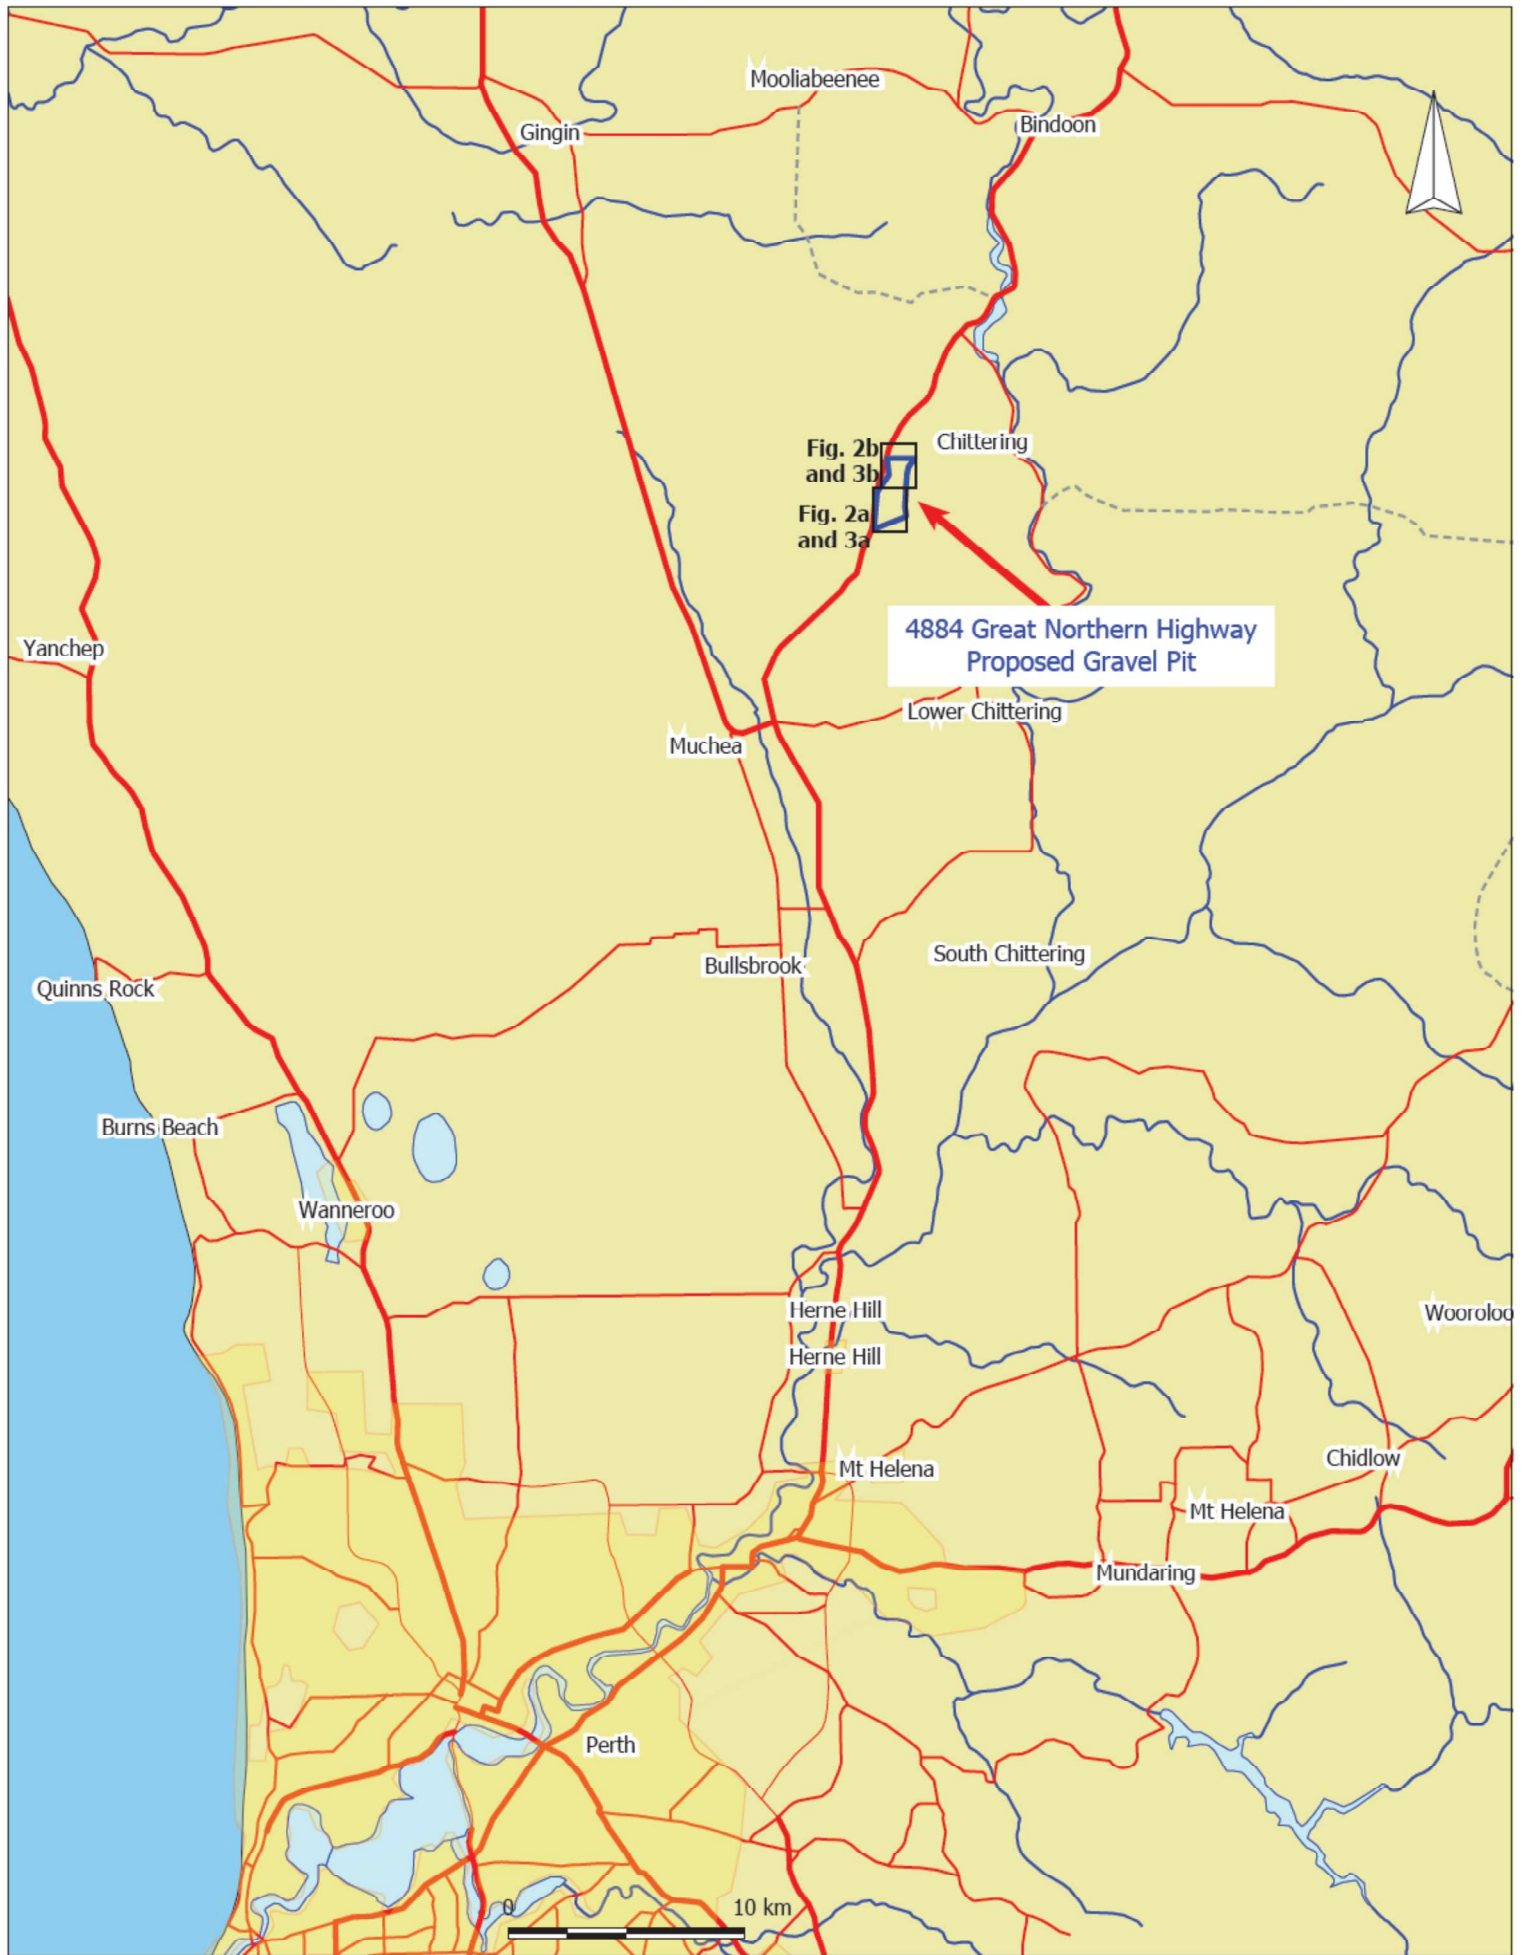 Mooliabeenee
Gingin
Bindoon
Fig. 2b
and 3b
Chittering
Fig. 2a
and 3a
4884 Great Northern Highway
Proposed Gravel Pit
Yanchep
Lower Chittering
Muchea
South Chittering
Bullsbrook
Quinns Rock
Burns Beach
Wanneroo
Herne Hill
Wooroloo
Herne Hill
Chidlow
Mt Helena
Mt Helena
Mundaring
Perth
0
10 km